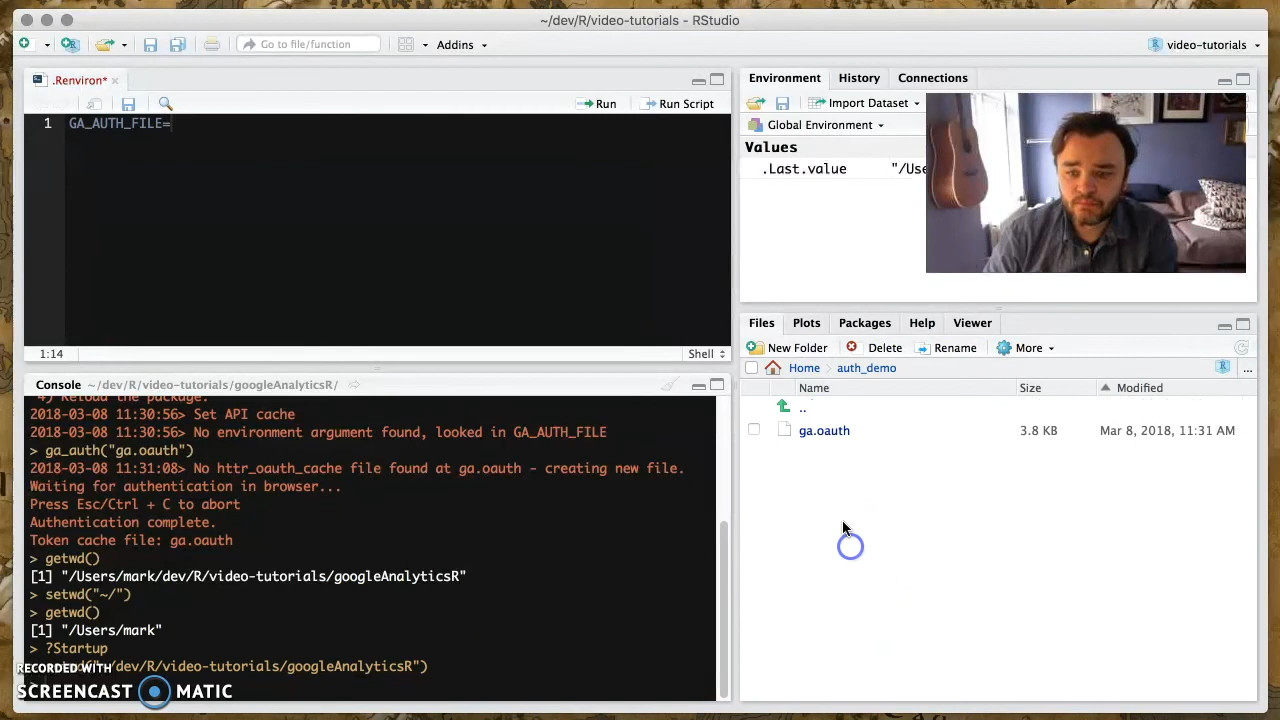 ~/dev/R/video-tutorials - RStudio
Go to file/function
Addins
video-tutorials
.Renviron*
Run
Run Script
1 GA_AUTH_FILE=
1:14
Shell
Console ~/dev/R/video-tutorials/googleAnalyticsR/
4) Reload the package.
2018-03-08 11:30:56> Set API cache
2018-03-08 11:30:56> No environment argument found, looked in GA_AUTH_FILE
> ga_auth("ga.oauth")
2018-03-08 11:31:08> No httr_oauth_cache file found at ga.oauth - creating new file.
Waiting for authentication in browser...
Press Esc/Ctrl + C to abort
Authentication complete.
Token cache file: ga.oauth
> getwd()
[1] "/Users/mark/dev/R/video-tutorials/googleAnalyticsR"
> setwd("~/")
> getwd()
[1] "/Users/mark"
> ?Startup
/dev/R/video-tutorials/googleAnalyticsR")
RECORDED WITH
SCREENCAST MATIC
Environment History Connections
Import Dataset
Global Environment
Values
.Last.value "/Use
Files Plots Packages Help Viewer
New Folder Delete Rename More
Home auth_demo
Name Size Modified
..
ga.oauth 3.8 KB Mar 8, 2018, 11:31 AM